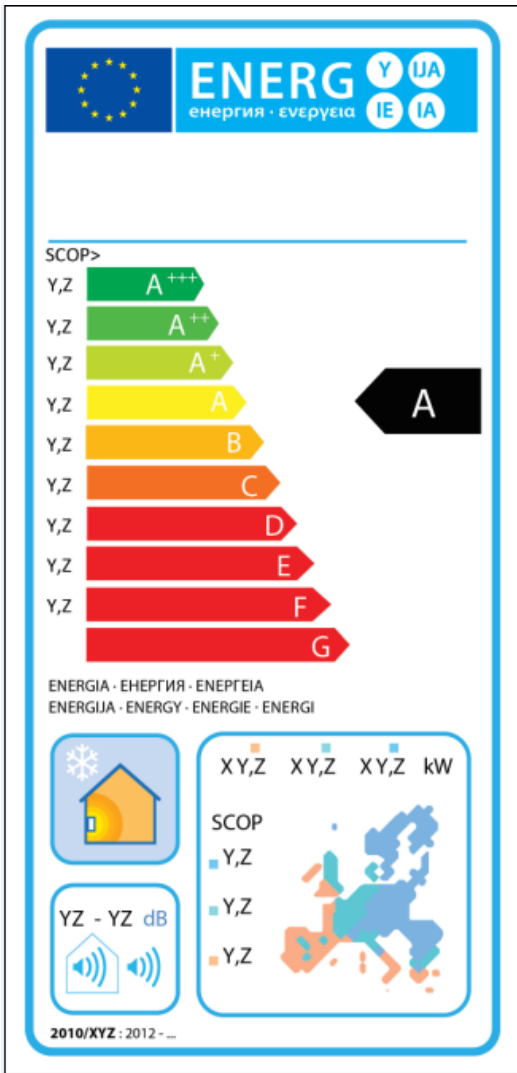 ENERG Y IJA
енергия · ενεργεια IE IA
SCOP>
Y,Z A+++
Y,Z A++
Y,Z A+
Y,Z A
A
Y,Z B
Y,Z C
Y,Z D
Y,Z E
Y,Z F
G
ENERGIA · ЕНЕРГИЯ · ΕΝΕΡΓΕΙΑ
ENERGIJA · ENERGY · ENERGIE · ENERGI
XY,Z XY,Z XY,Z kW
SCOP
Y,Z
Y,Z
Y,Z
YZ - YZ dB
2010/XYZ : 2012 - ...